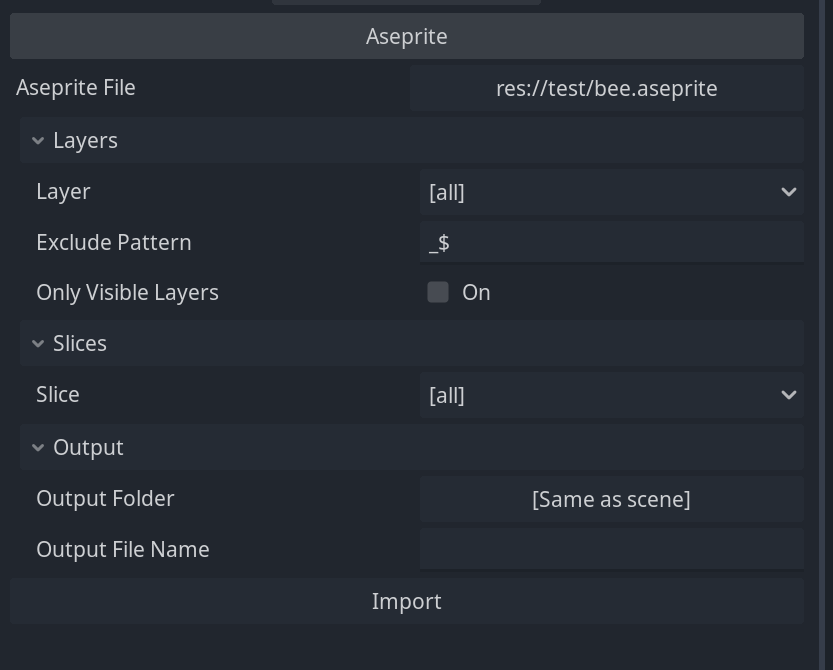 Aseprite
Aseprite File res://test/bee.aseprite
Layers
Layer [all]
Exclude Pattern _$
Only Visible Layers On
Slices
Slice [all]
Output
Output Folder [Same as scene]
Output File Name
Import